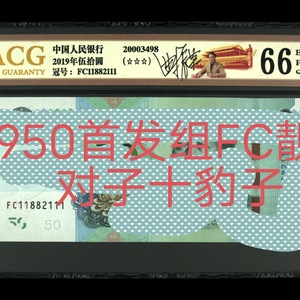 ACG
GUARANTY
中国人民银行
2019年伍拾圆
冠号：FC11882111
20003498
(☆☆☆)
66
950首发组FC靓
对子十豹子
FC11882111
50